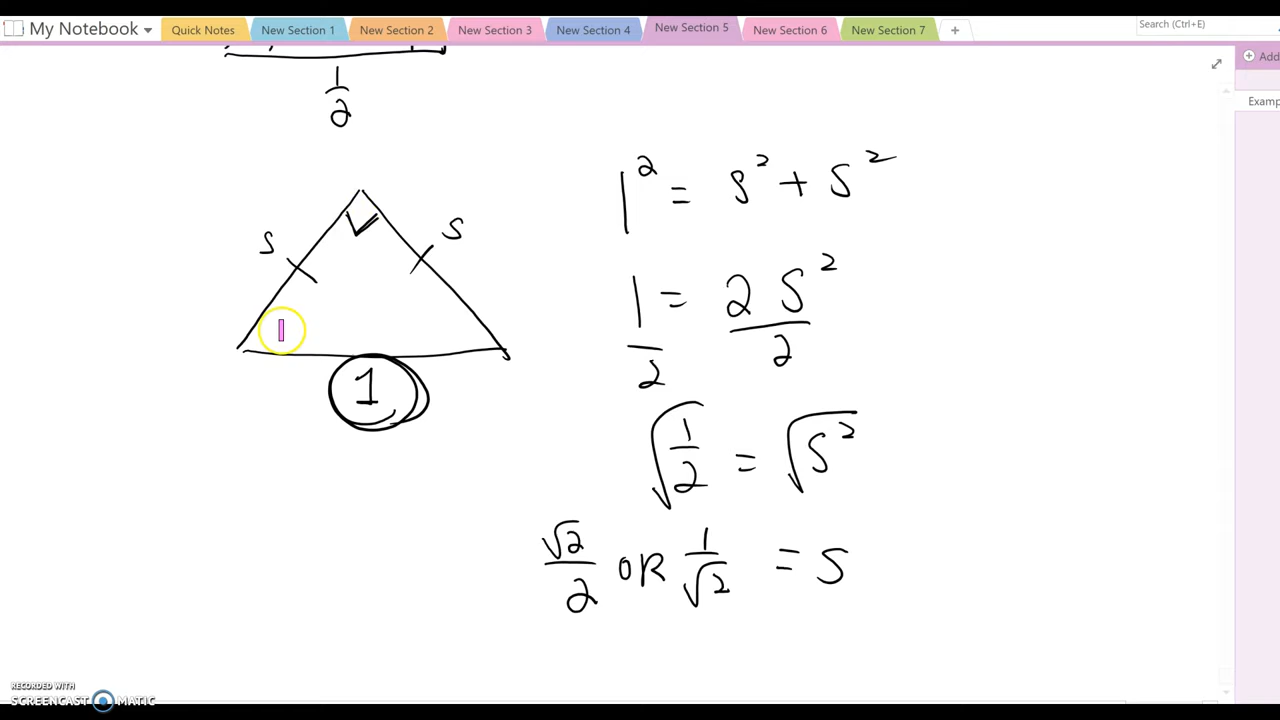 My Notebook Quick Notes New Section 1 New Section 2 New Section 3 New Section 4 New Section 5 New Section 6 New Section 7 Search (Ctrl+E)
Add
Examp
1/2
S S
1
1² = S² + S²
1/2 = 2S²/2
√(1/2) = √(S²)
√2/2 OR 1/√2 = S
RECORDED WITH
SCREENCAST MATIC